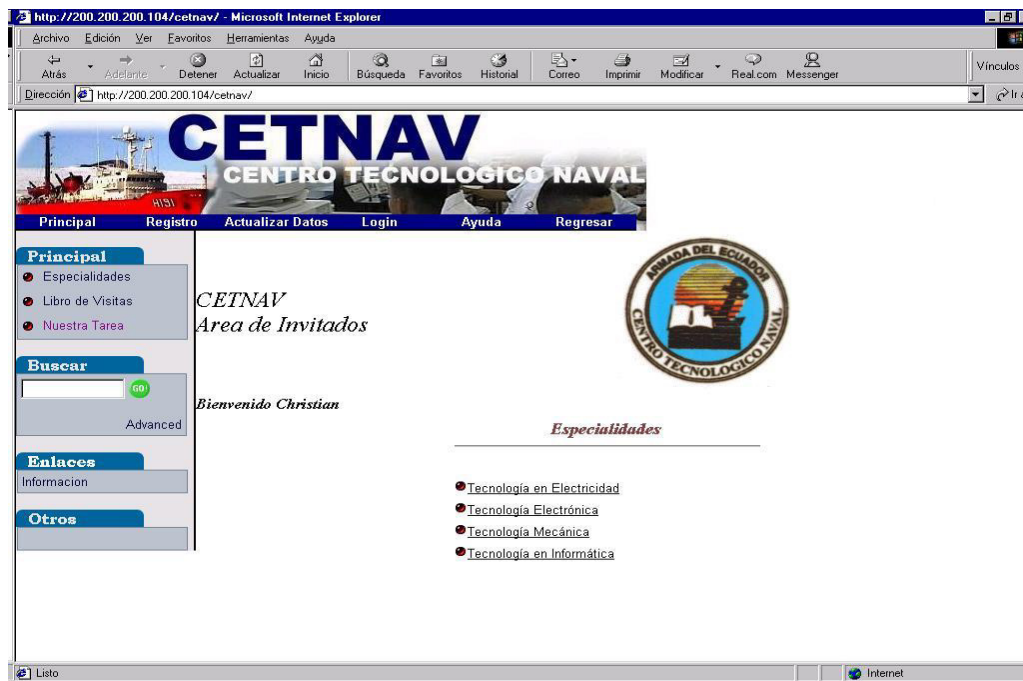 http://200.200.200.104/cetnav/ - Microsoft Internet Explorer
Archivo Edición Ver Favoritos Herramientas Ayuda
Atrás Adelante Detener Actualizar Inicio Búsqueda Favoritos Historial Correo Imprimir Modificar Real.com Messenger Vínculos
Dirección http://200.200.200.104/cetnav/ Ir a
CETNAV
CENTRO TECNOLOGICO NAVAL
HI91
Principal Registro Actualizar Datos Login Ayuda Regresar
Principal
Especialidades
Libro de Visitas
Nuestra Tarea
Buscar
GO!
Advanced
Enlaces
Informacion
Otros
CETNAV
Area de Invitados
Bienvenido Christian
ARMADA DEL ECUADOR
CENTRO TECNOLOGICO NAVAL
Especialidades
Tecnología en Electricidad
Tecnología Electrónica
Tecnología Mecánica
Tecnología en Informática
Listo Internet